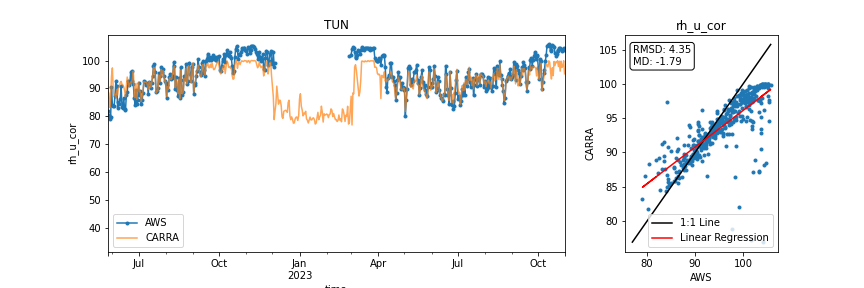 TUN
rh_u_cor
100
90
80
70
60
50
40
AWS
CARRA
Jul
Oct
Jan
2023
Apr
Jul
Oct
time
rh_u_cor
RMSD: 4.35
MD: -1.79
CARRA
105
100
95
90
85
80
1:1 Line
Linear Regression
80
90
100
AWS